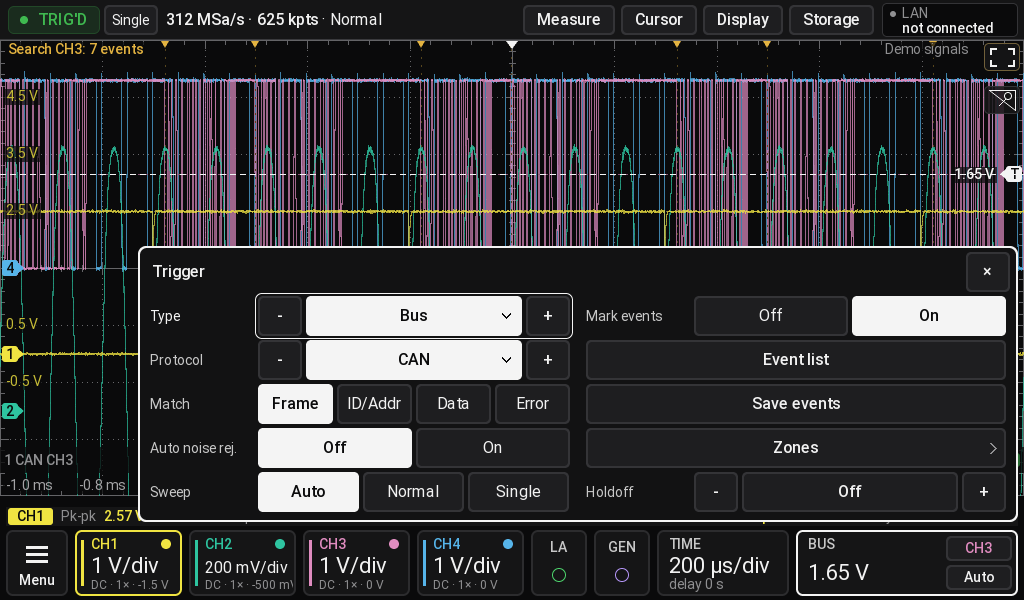 TRIG'D Single 312 MSa/s · 625 kpts · Normal Measure Cursor Display Storage LAN
not connected
Search CH3: 7 events Demo signals
4.5 V
3.5 V
1.65 V T
2.5 V
4
0.5 V
1
-0.5 V
2
1 CAN CH3
-1.0 ms -0.8 ms
Trigger ×
Type - Bus + Mark events Off On
Protocol - CAN + Event list
Match Frame ID/Addr Data Error Save events
Auto noise rej. Off On Zones
Sweep Auto Normal Single Holdoff - Off +
CH1 Pk-pk 2.57 V
Menu
CH1
1 V/div
DC · 1× · -1.5 V
CH2
200 mV/div
DC · 1× · -500 mV
CH3
1 V/div
DC · 1× · 0 V
CH4
1 V/div
DC · 1× · 0 V
LA
GEN
TIME
200 µs/div
delay 0 s
BUS
1.65 V
CH3
Auto